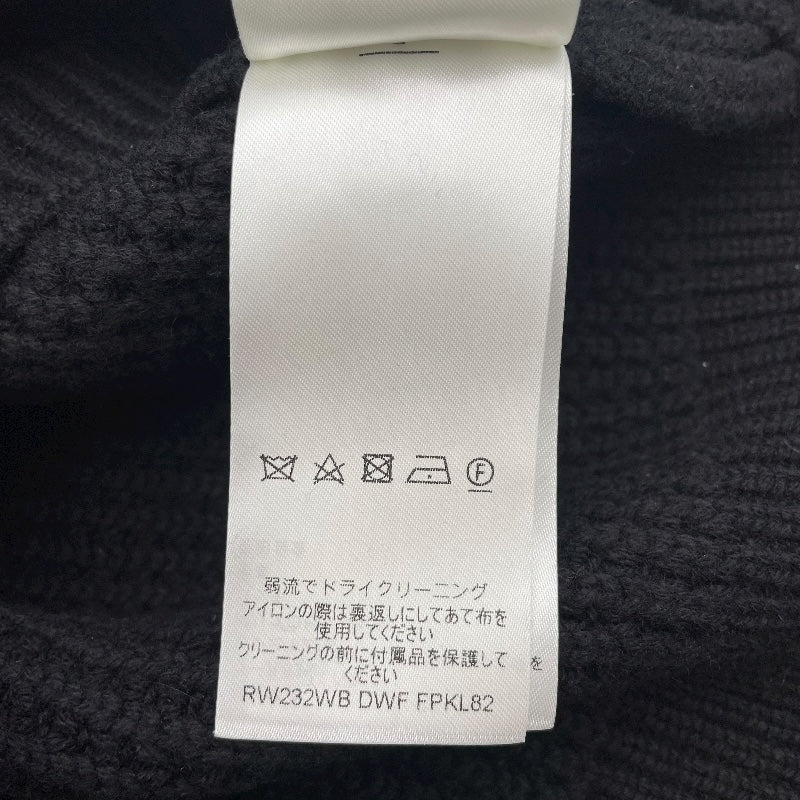 F
弱流でドライクリーニング
アイロンの際は裏返しにしてあて布を
使用してください
クリーニングの前に付属品を保護して
ください
を
RW232WB DWF FPKL82